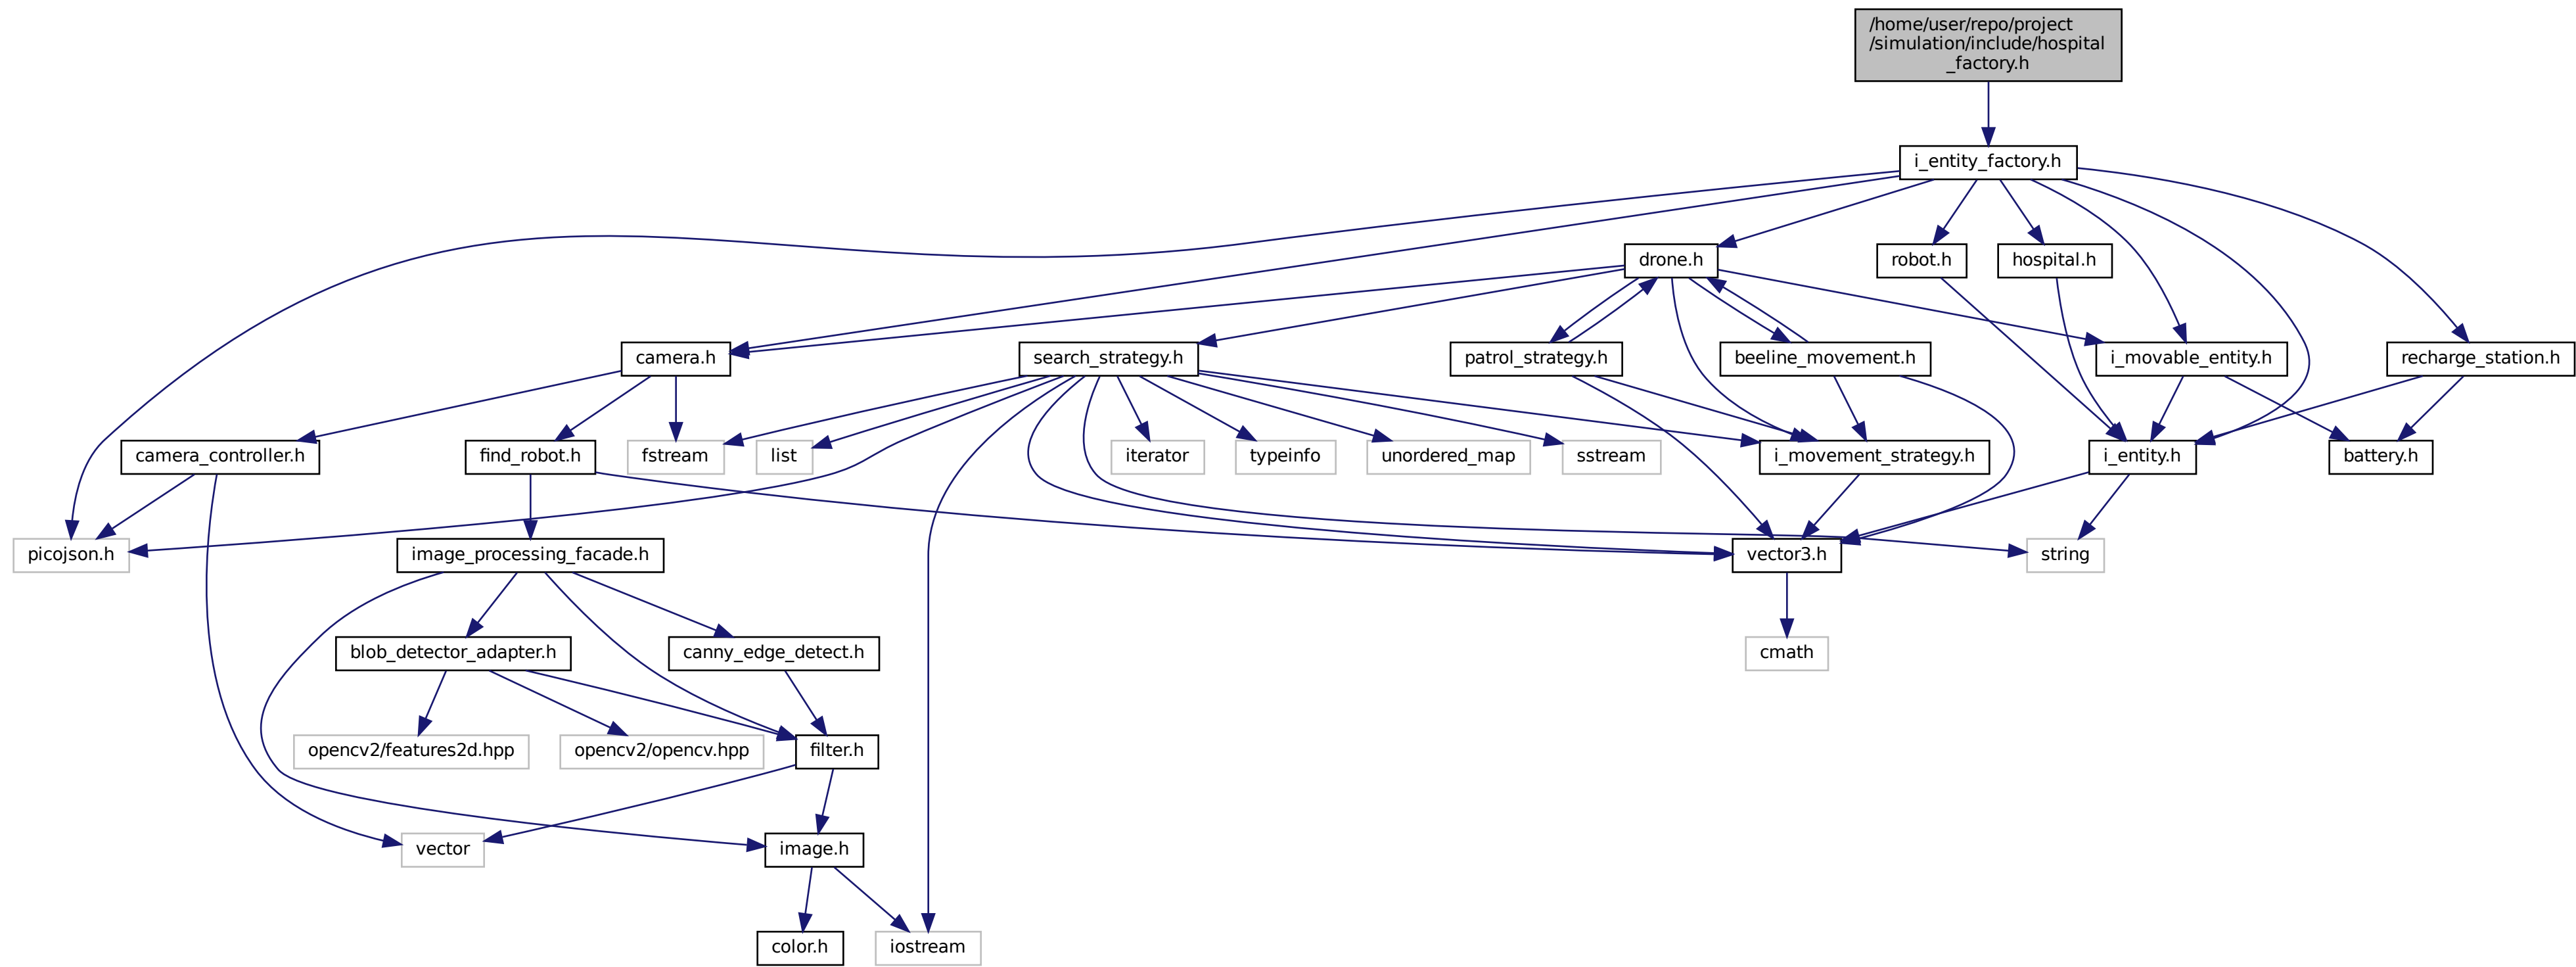 /home/user/repo/project
/simulation/include/hospital
_factory.h
i_entity_factory.h
drone.h
robot.h
hospital.h
camera.h
search_strategy.h
patrol_strategy.h
beeline_movement.h
i_movable_entity.h
recharge_station.h
camera_controller.h
find_robot.h
fstream
list
iterator
typeinfo
unordered_map
sstream
i_movement_strategy.h
i_entity.h
battery.h
picojson.h
image_processing_facade.h
vector3.h
string
blob_detector_adapter.h
canny_edge_detect.h
cmath
opencv2/features2d.hpp
opencv2/opencv.hpp
filter.h
vector
image.h
color.h
iostream